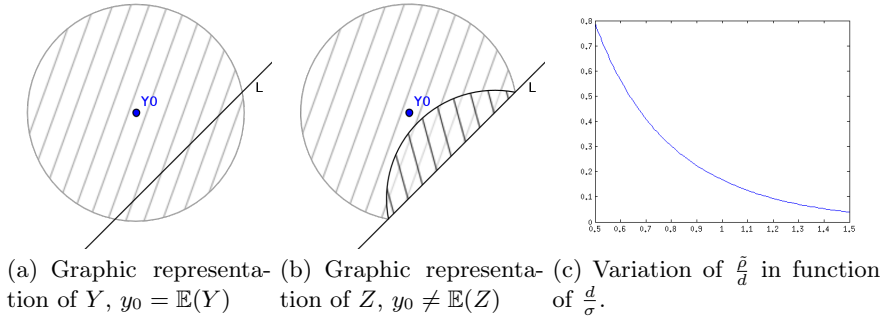 Y0
L
Y0
L
0.8
0.7
0.6
0.5
0.4
0.3
0.2
0.1
0
0.5 0.6 0.7 0.8 0.9 1 1.1 1.2 1.3 1.4 1.5
(a) Graphic representa-
tion of Y, y₀ = 𝔼(Y)
(b) Graphic representa-
tion of Z, y₀ ≠ 𝔼(Z)
(c) Variation of ρ̃/d in function
of d/σ.